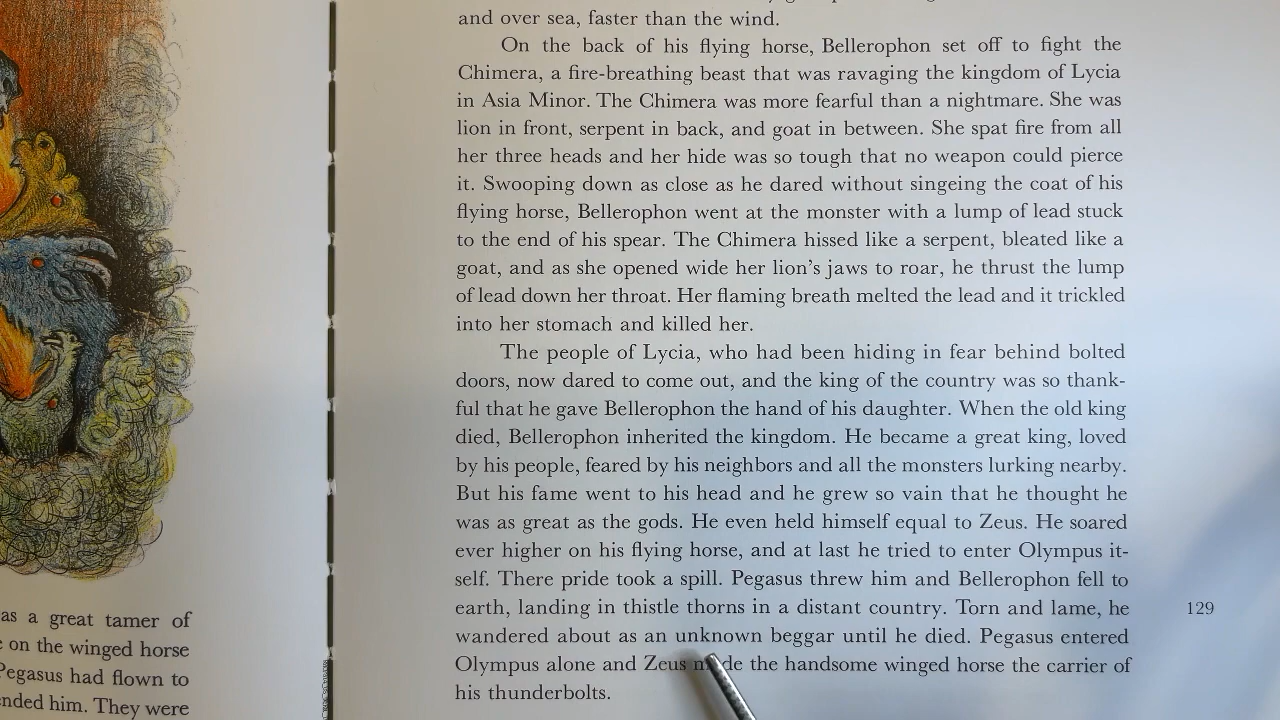 as a great tamer of
on the winged horse
Pegasus had flown to
nded him. They were
and over sea, faster than the wind.
On the back of his flying horse, Bellerophon set off to fight the
Chimera, a fire-breathing beast that was ravaging the kingdom of Lycia
in Asia Minor. The Chimera was more fearful than a nightmare. She was
lion in front, serpent in back, and goat in between. She spat fire from all
her three heads and her hide was so tough that no weapon could pierce
it. Swooping down as close as he dared without singeing the coat of his
flying horse, Bellerophon went at the monster with a lump of lead stuck
to the end of his spear. The Chimera hissed like a serpent, bleated like a
goat, and as she opened wide her lion's jaws to roar, he thrust the lump
of lead down her throat. Her flaming breath melted the lead and it trickled
into her stomach and killed her.
The people of Lycia, who had been hiding in fear behind bolted
doors, now dared to come out, and the king of the country was so thank-
ful that he gave Bellerophon the hand of his daughter. When the old king
died, Bellerophon inherited the kingdom. He became a great king, loved
by his people, feared by his neighbors and all the monsters lurking nearby.
But his fame went to his head and he grew so vain that he thought he
was as great as the gods. He even held himself equal to Zeus. He soared
ever higher on his flying horse, and at last he tried to enter Olympus it-
self. There pride took a spill. Pegasus threw him and Bellerophon fell to
earth, landing in thistle thorns in a distant country. Torn and lame, he
wandered about as an unknown beggar until he died. Pegasus entered
Olympus alone and Zeus made the handsome winged horse the carrier of
his thunderbolts.
129